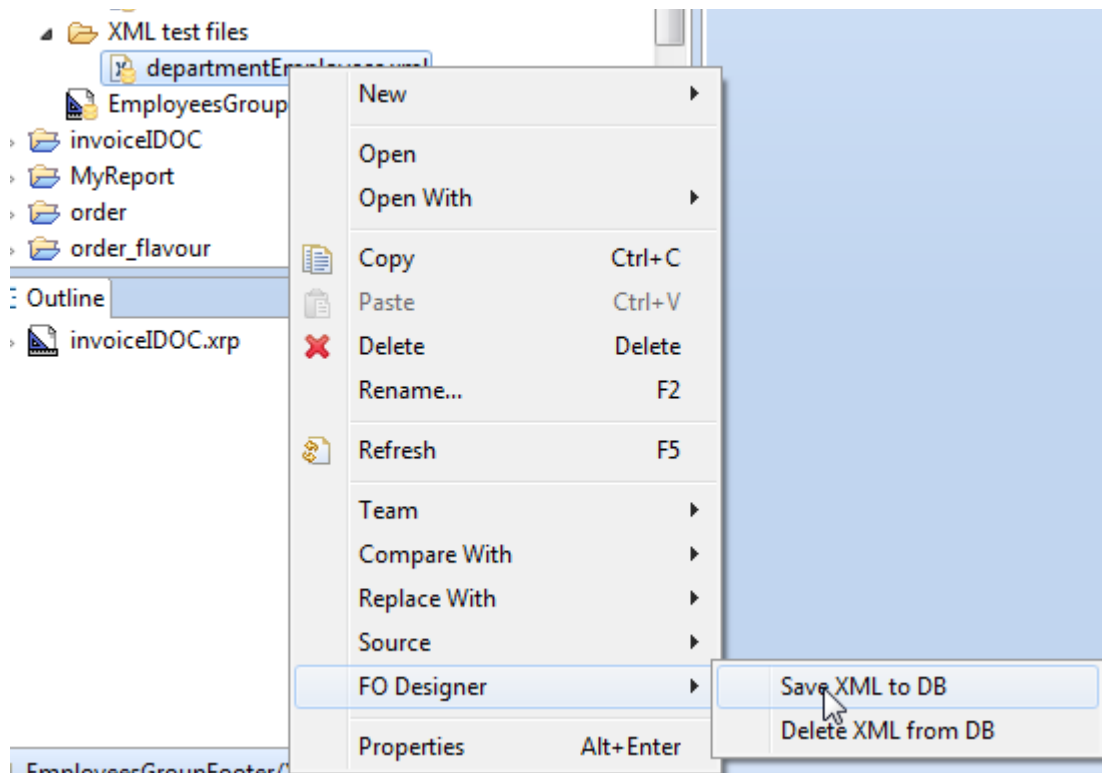 XML test files
departmentEmployees.xml
EmployeesGroup
invoiceIDOC
MyReport
order
order_flavour
Outline
invoiceIDOC.xrp
New
Open
Open With
Copy Ctrl+C
Paste Ctrl+V
Delete Delete
Rename... F2
Refresh F5
Team
Compare With
Replace With
Source
FO Designer
Properties Alt+Enter
Save XML to DB
Delete XML from DB
EmployeesGroupFooter/